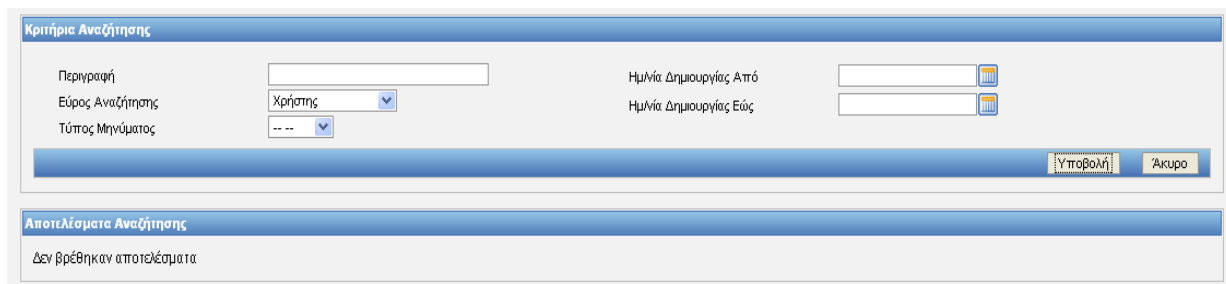 Κριτήρια Αναζήτησης
Περιγραφή
Ημ/νία Δημιουργίας Από
Εύρος Αναζήτησης Χρήστης
Ημ/νία Δημιουργίας Εώς
Τύπος Μηνύματος -- --
Υποβολή Άκυρο
Αποτελέσματα Αναζήτησης
Δεν βρέθηκαν αποτελέσματα